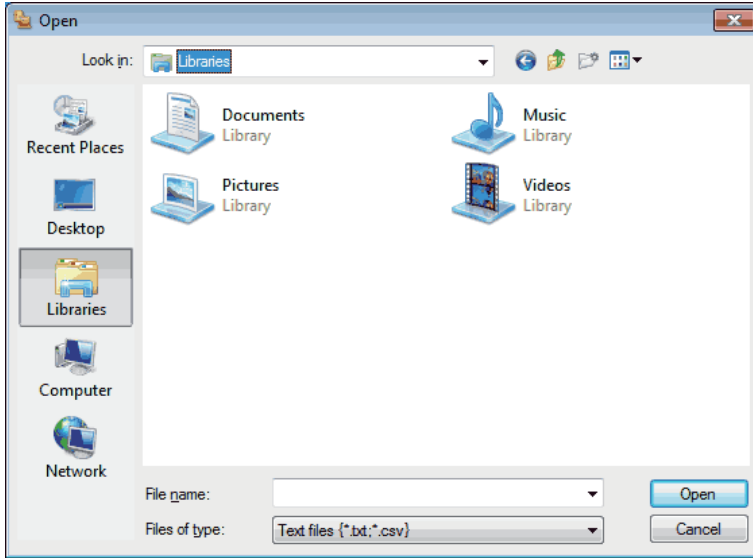 Open
Look in:
Libraries
Recent Places
Desktop
Libraries
Computer
Network
Documents
Library
Music
Library
Pictures
Library
Videos
Library
File name:
Open
Files of type:
Text files {*.txt;*.csv}
Cancel